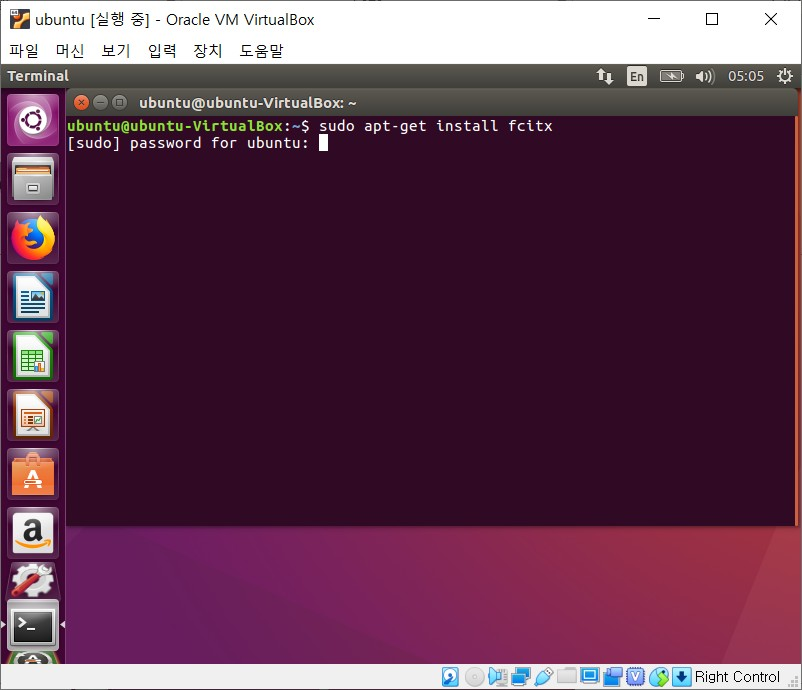 ubuntu [실행 중] - Oracle VM VirtualBox
파일 머신 보기 입력 장치 도움말
Terminal En 05:05
ubuntu@ubuntu-VirtualBox: ~
ubuntu@ubuntu-VirtualBox:~$ sudo apt-get install fcitx
[sudo] password for ubuntu:
Right Control